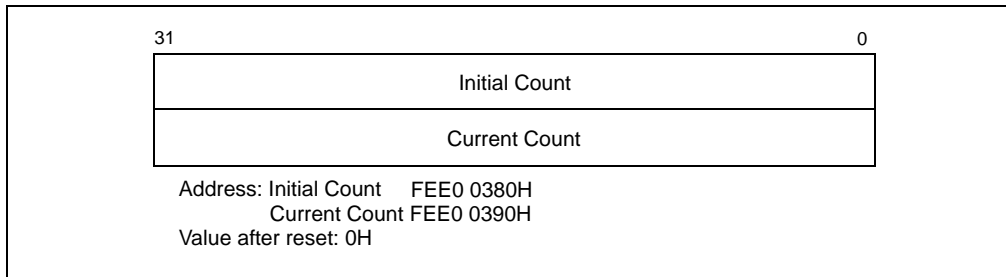 31 0
Initial Count
Current Count
Address: Initial Count FEE0 0380H
Current Count FEE0 0390H
Value after reset: 0H